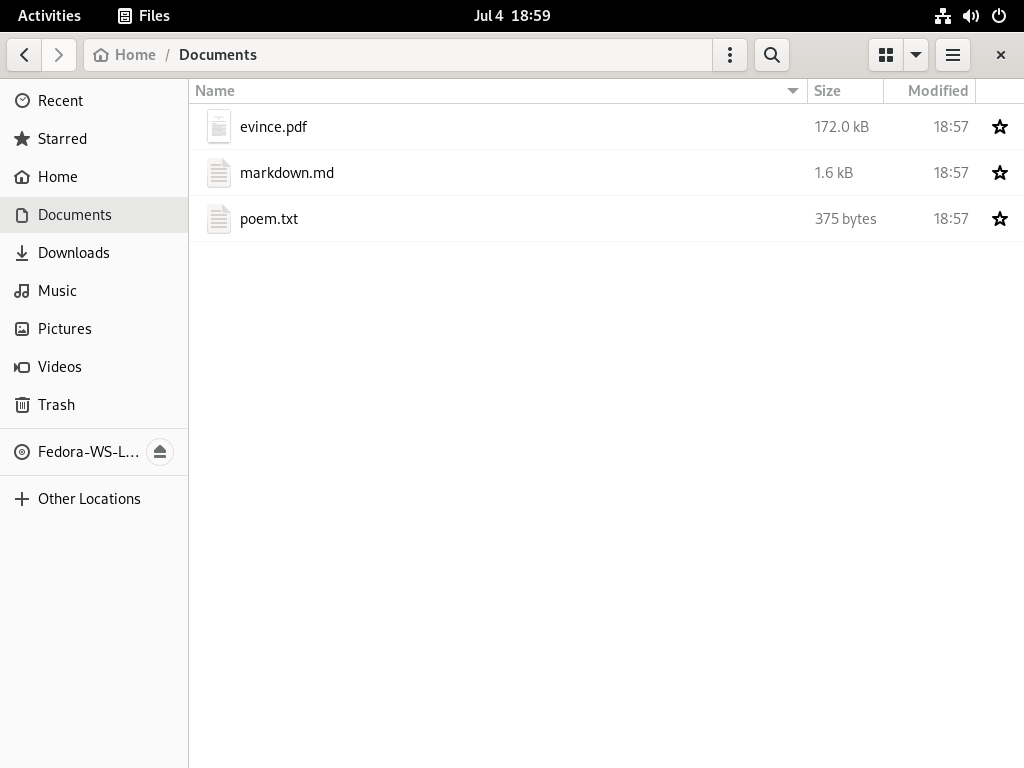 Activities Files Jul 4 18:59
Home / Documents
Name Size Modified
Recent
Starred
Home
Documents
Downloads
Music
Pictures
Videos
Trash
Fedora-WS-L...
Other Locations
evince.pdf 172.0 kB 18:57
markdown.md 1.6 kB 18:57
poem.txt 375 bytes 18:57